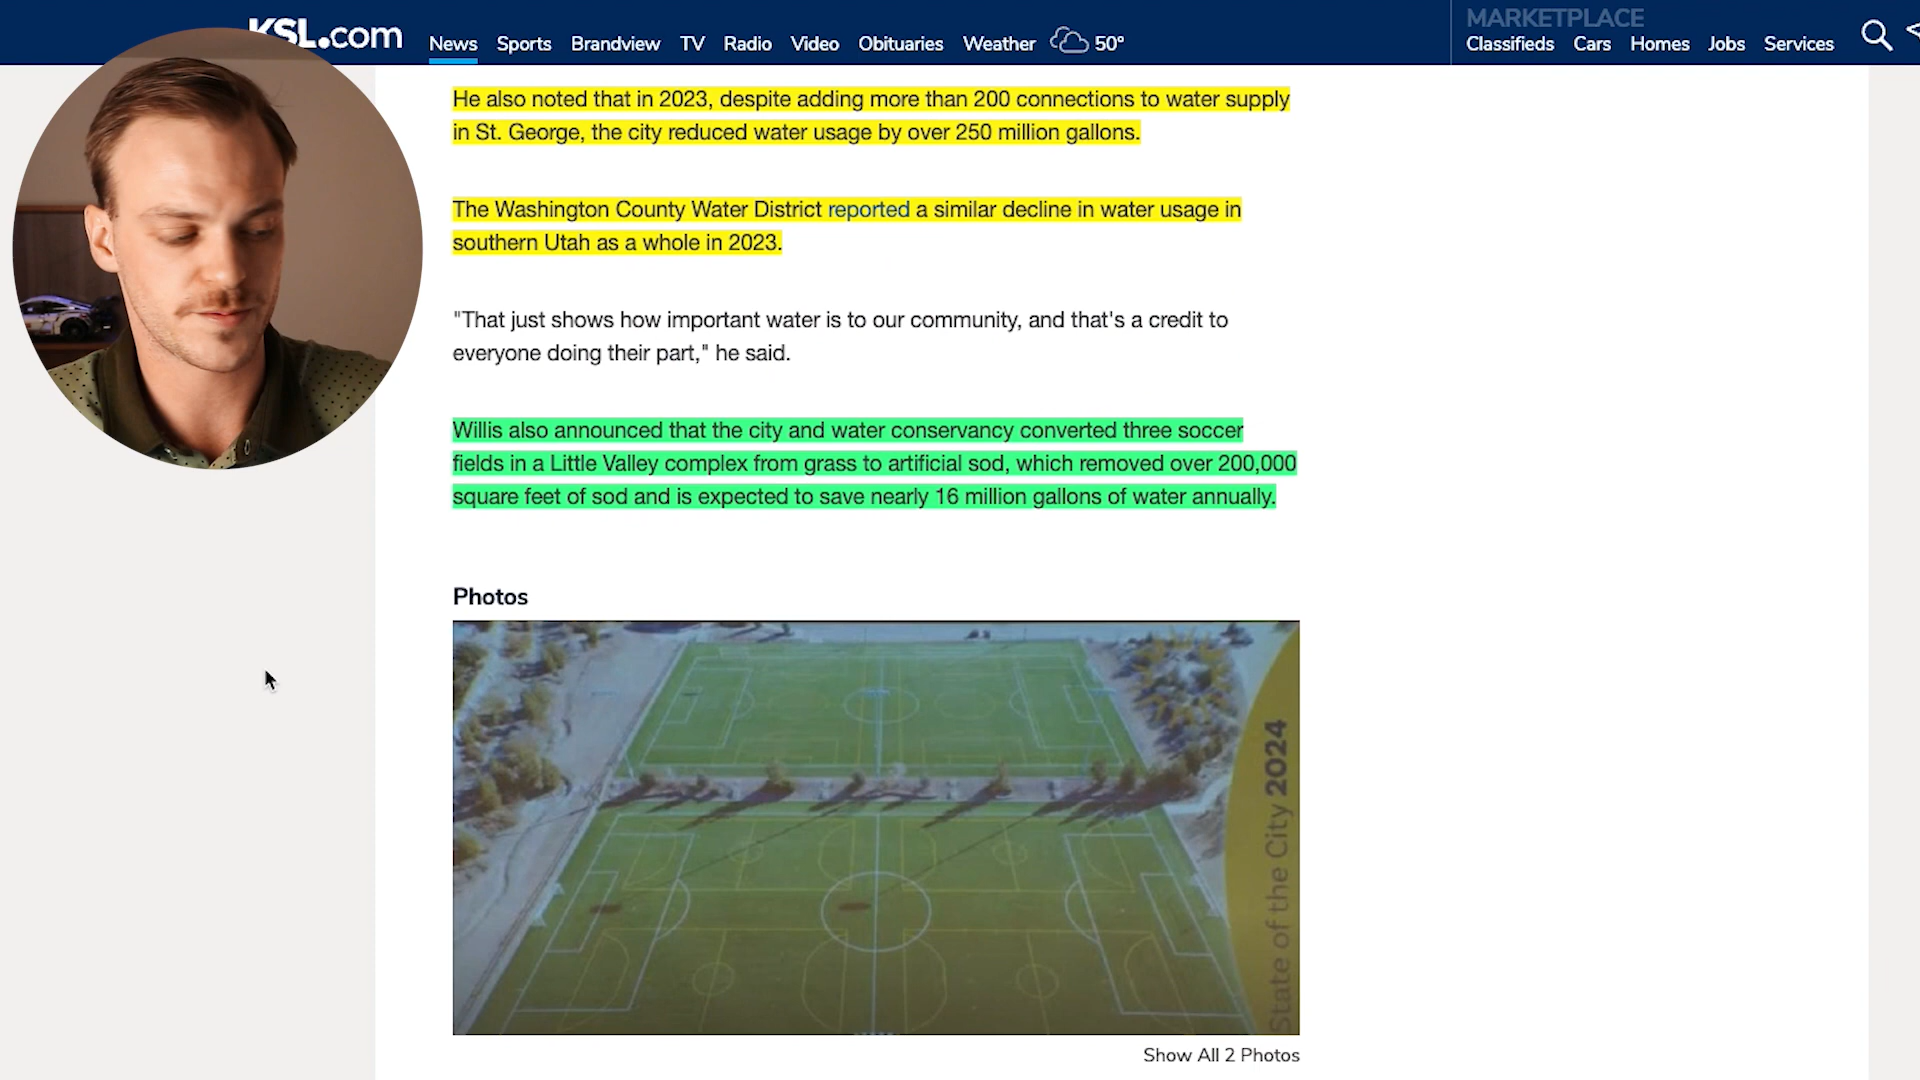 KSL.com
News Sports Brandview TV Radio Video Obituaries Weather 50°
MARKETPLACE
Classifieds Cars Homes Jobs Services
He also noted that in 2023, despite adding more than 200 connections to water supply
in St. George, the city reduced water usage by over 250 million gallons.
The Washington County Water District reported a similar decline in water usage in
southern Utah as a whole in 2023.
"That just shows how important water is to our community, and that's a credit to
everyone doing their part," he said.
Willis also announced that the city and water conservancy converted three soccer
fields in a Little Valley complex from grass to artificial sod, which removed over 200,000
square feet of sod and is expected to save nearly 16 million gallons of water annually.
Photos
State of the City 2024
Show All 2 Photos